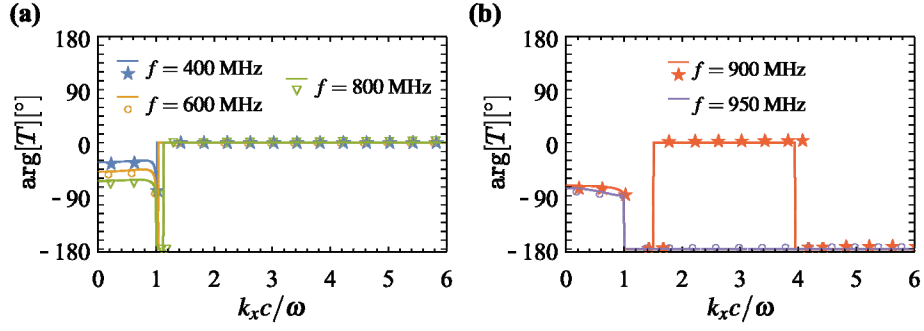 (a)
(b)
180
90
0
- 90
- 180
arg[T][°]
f = 400 MHz
f = 600 MHz
f = 800 MHz
0 1 2 3 4 5 6
kₓc/ω
180
90
0
- 90
- 180
arg[T][°]
f = 900 MHz
f = 950 MHz
0 1 2 3 4 5 6
kₓc/ω